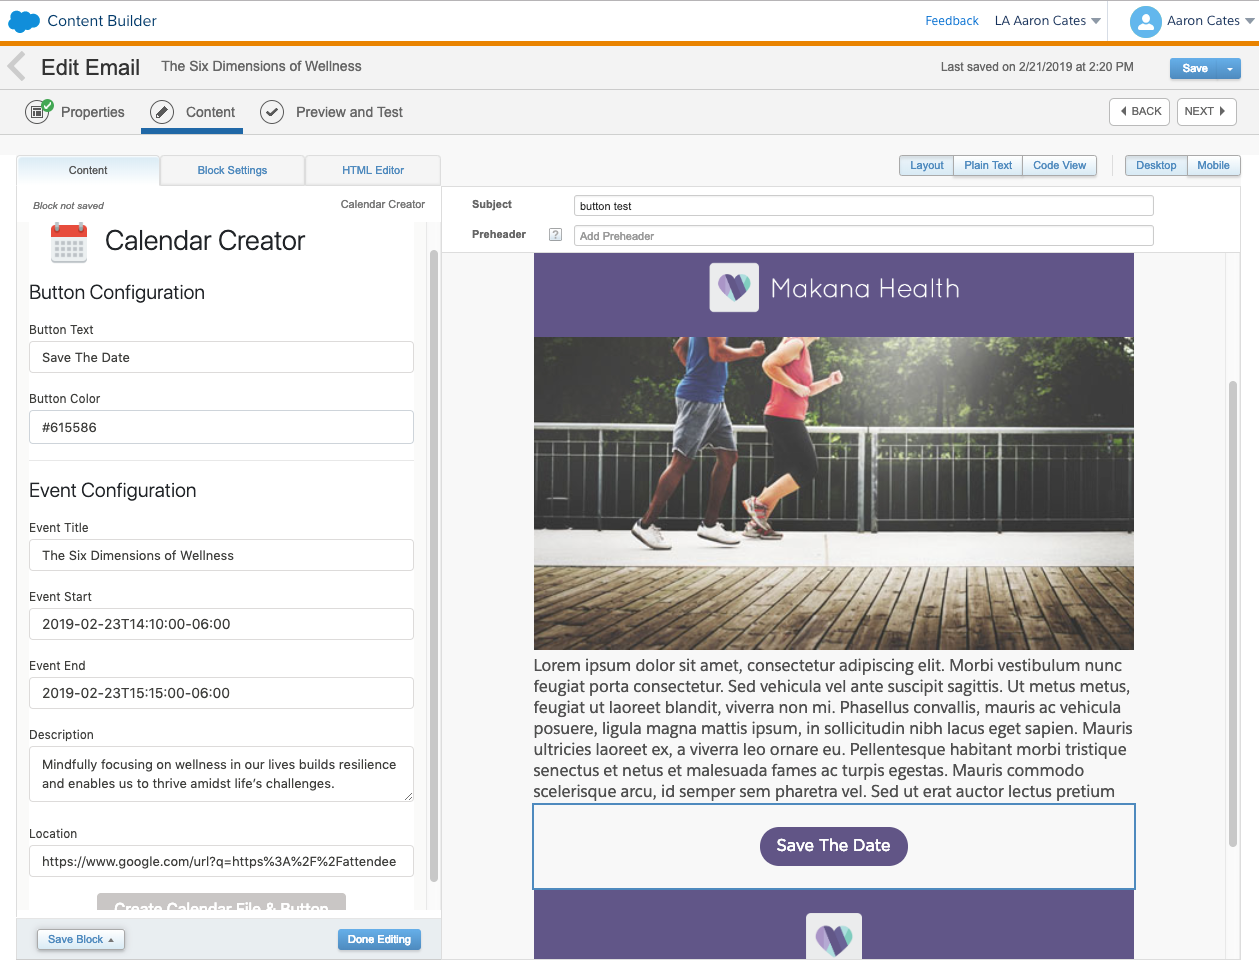 Content Builder
Feedback
LA Aaron Cates
Aaron Cates
Edit Email
The Six Dimensions of Wellness
Last saved on 2/21/2019 at 2:20 PM
Save
Properties
Content
Preview and Test
BACK
NEXT
Content
Block Settings
HTML Editor
Layout
Plain Text
Code View
Desktop
Mobile
Block not saved
Calendar Creator
Calendar Creator
Button Configuration
Button Text
Save The Date
Button Color
#615586
Event Configuration
Event Title
The Six Dimensions of Wellness
Event Start
2019-02-23T14:10:00-06:00
Event End
2019-02-23T15:15:00-06:00
Description
Mindfully focusing on wellness in our lives builds resilience
and enables us to thrive amidst life's challenges.
Location
https://www.google.com/url?q=https%3A%2F%2Fattendee
Create Calendar File & Button
Save Block
Done Editing
Subject
button test
Preheader
?
Add Preheader
Makana Health
Lorem ipsum dolor sit amet, consectetur adipiscing elit. Morbi vestibulum nunc
feugiat porta consectetur. Sed vehicula vel ante suscipit sagittis. Ut metus metus,
feugiat ut laoreet blandit, viverra non mi. Phasellus convallis, mauris ac vehicula
posuere, ligula magna mattis ipsum, in sollicitudin nibh lacus eget sapien. Mauris
ultricies laoreet ex, a viverra leo ornare eu. Pellentesque habitant morbi tristique
senectus et netus et malesuada fames ac turpis egestas. Mauris commodo
scelerisque arcu, id semper sem pharetra vel. Sed ut erat auctor lectus pretium
Save The Date